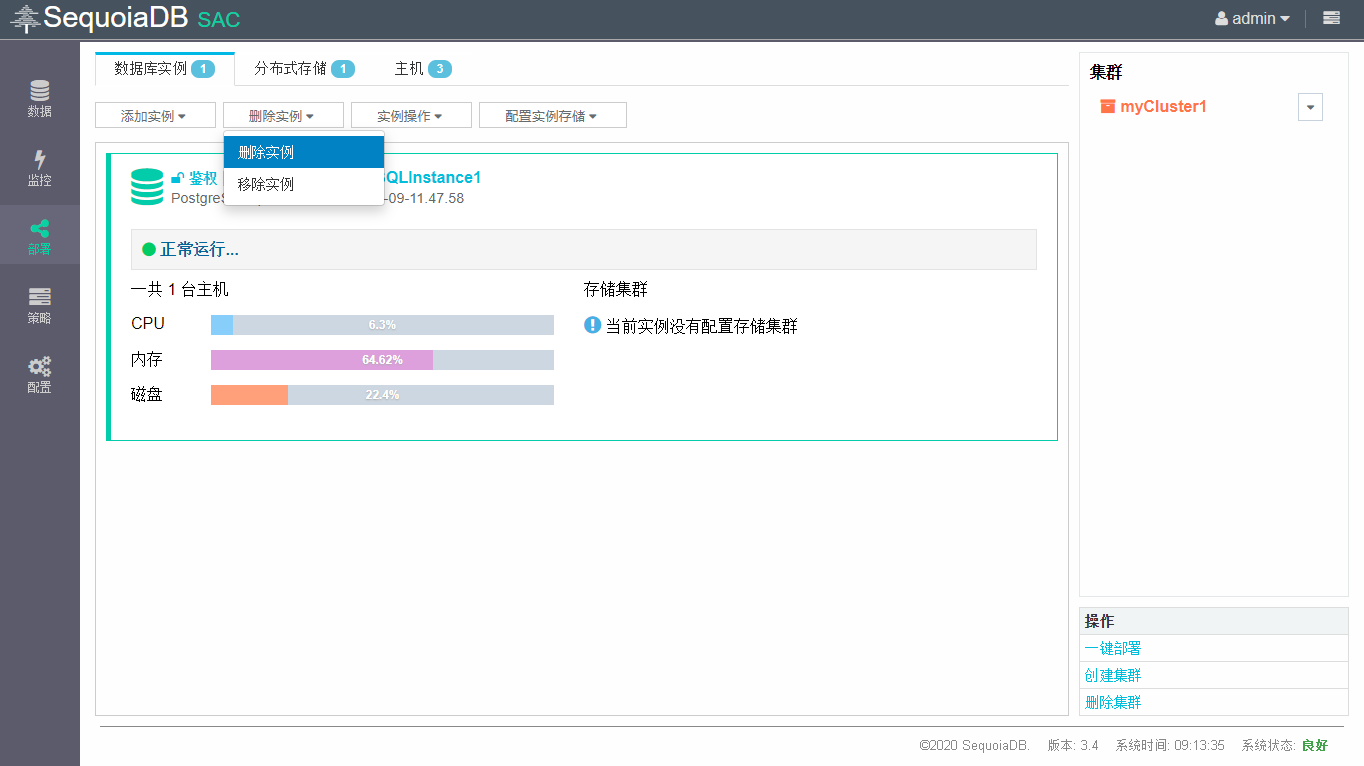 SequoiaDB SAC
admin
数据
监控
部署
策略
配置
数据库实例 1
分布式存储 1
主机 3
添加实例
删除实例
实例操作
配置实例存储
删除实例
移除实例
鉴权
QLInstance1
PostgreS
-09-11.47.58
正常运行...
一共 1 台主机
CPU 6.3%
内存 64.62%
磁盘 22.4%
存储集群
当前实例没有配置存储集群
集群
myCluster1
操作
一键部署
创建集群
删除集群
©2020 SequoiaDB. 版本: 3.4 系统时间: 09:13:35 系统状态: 良好